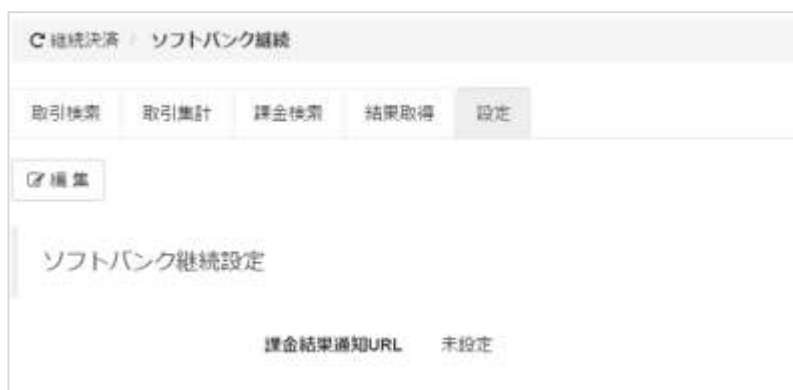 継続決済 / ソフトバンク継続
取引検索 取引集計 課金検索 結果取得 設定
編集
ソフトバンク継続設定
課金結果通知URL 未設定